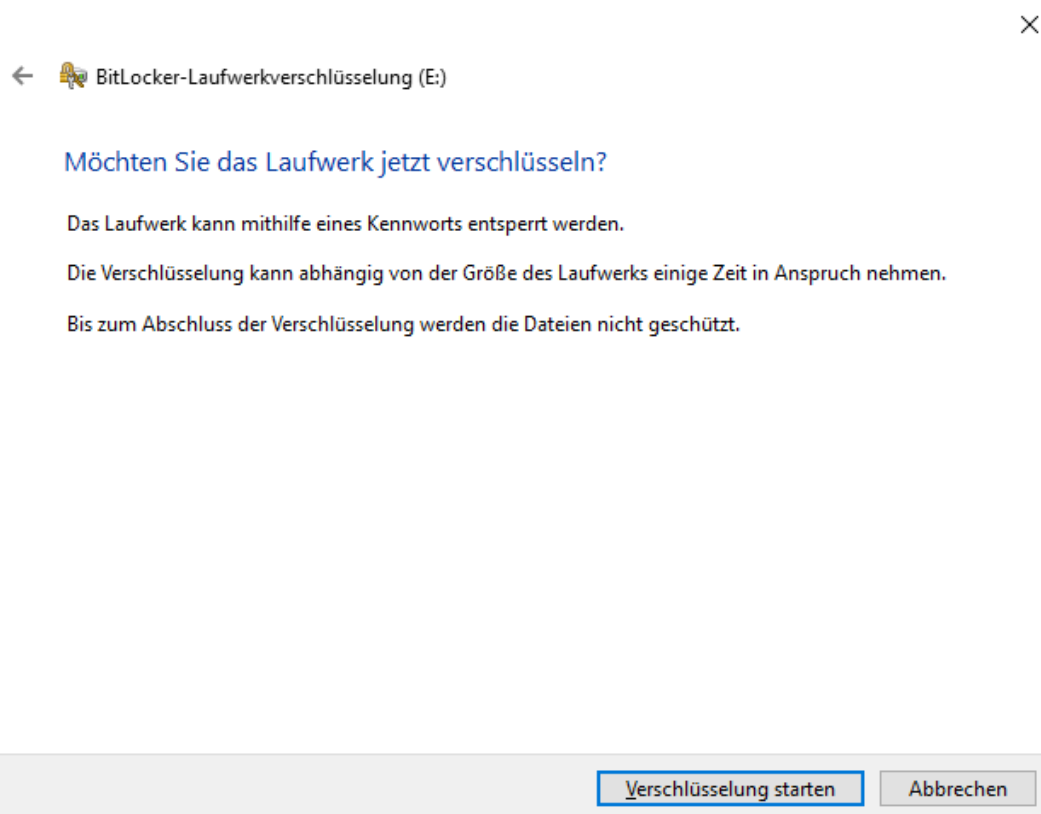 BitLocker-Laufwerkverschlüsselung (E:)
Möchten Sie das Laufwerk jetzt verschlüsseln?
Das Laufwerk kann mithilfe eines Kennworts entsperrt werden.
Die Verschlüsselung kann abhängig von der Größe des Laufwerks einige Zeit in Anspruch nehmen.
Bis zum Abschluss der Verschlüsselung werden die Dateien nicht geschützt.
Verschlüsselung starten
Abbrechen